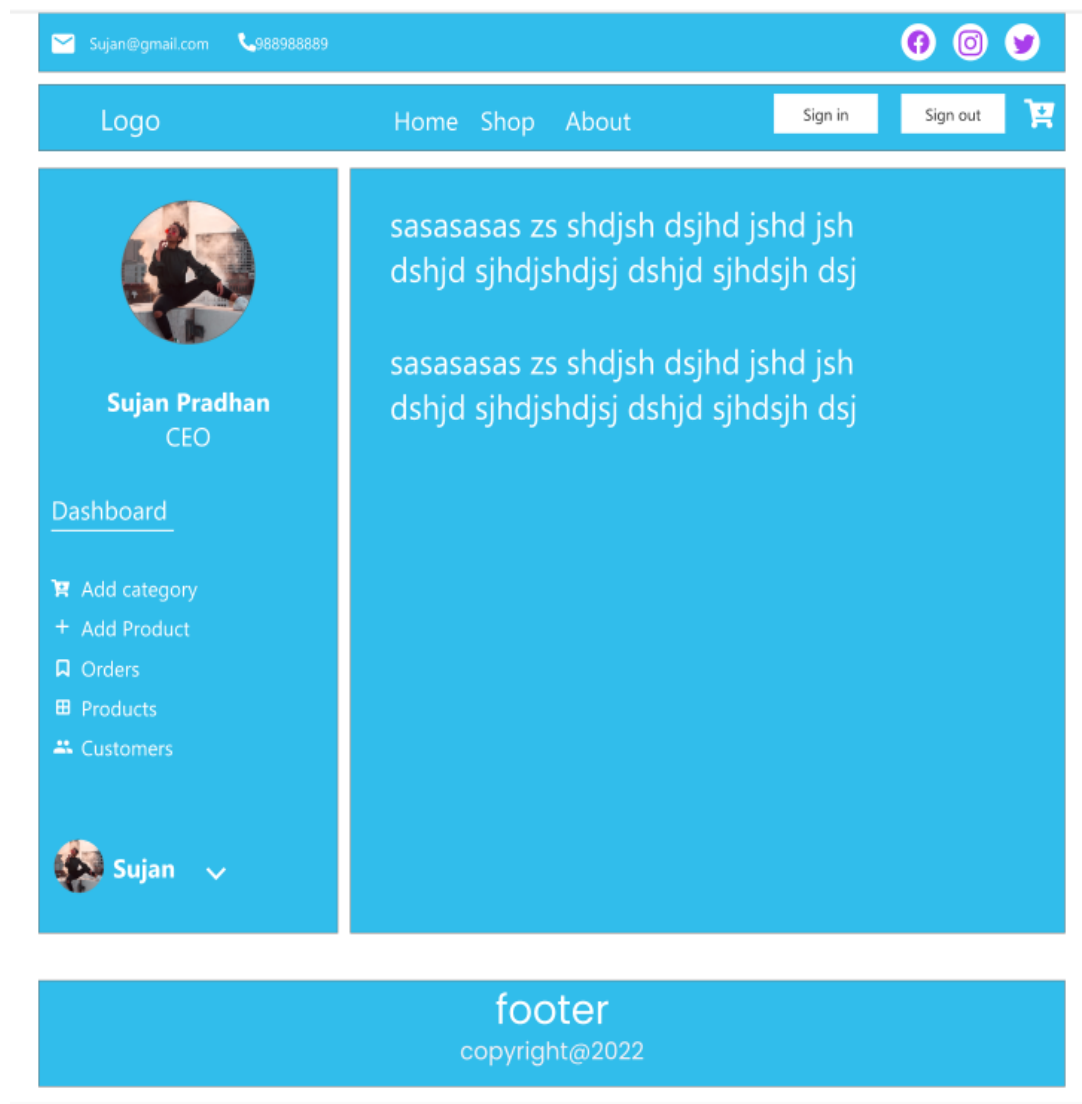 Sujan@gmail.com 988988889
Logo Home Shop About Sign in Sign out
Sujan Pradhan
CEO
Dashboard
Add category
Add Product
Orders
Products
Customers
Sujan
sasasasas zs shdjsh dsjhd jshd jsh
dshjd sjhdjshdjsj dshjd sjhdsjh dsj
sasasasas zs shdjsh dsjhd jshd jsh
dshjd sjhdjshdjsj dshjd sjhdsjh dsj
footer
copyright@2022